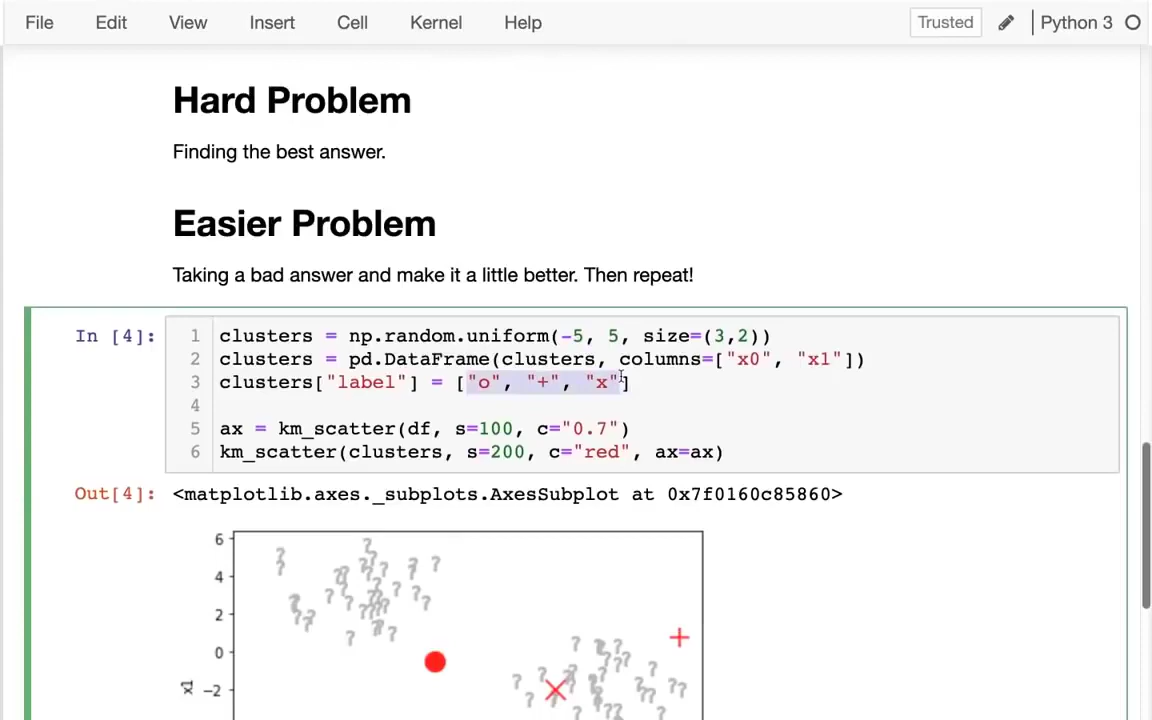 File Edit View Insert Cell Kernel Help Trusted Python 3
Hard Problem
Finding the best answer.
Easier Problem
Taking a bad answer and make it a little better. Then repeat!
In [4]:
1 clusters = np.random.uniform(-5, 5, size=(3,2))
2 clusters = pd.DataFrame(clusters, columns=["x0", "x1"])
3 clusters["label"] = ["o", "+", "x"]
4
5 ax = km_scatter(df, s=100, c="0.7")
6 km_scatter(clusters, s=200, c="red", ax=ax)
Out[4]: <matplotlib.axes._subplots.AxesSubplot at 0x7f0160c85860>
6
4
2
0
-2
x1